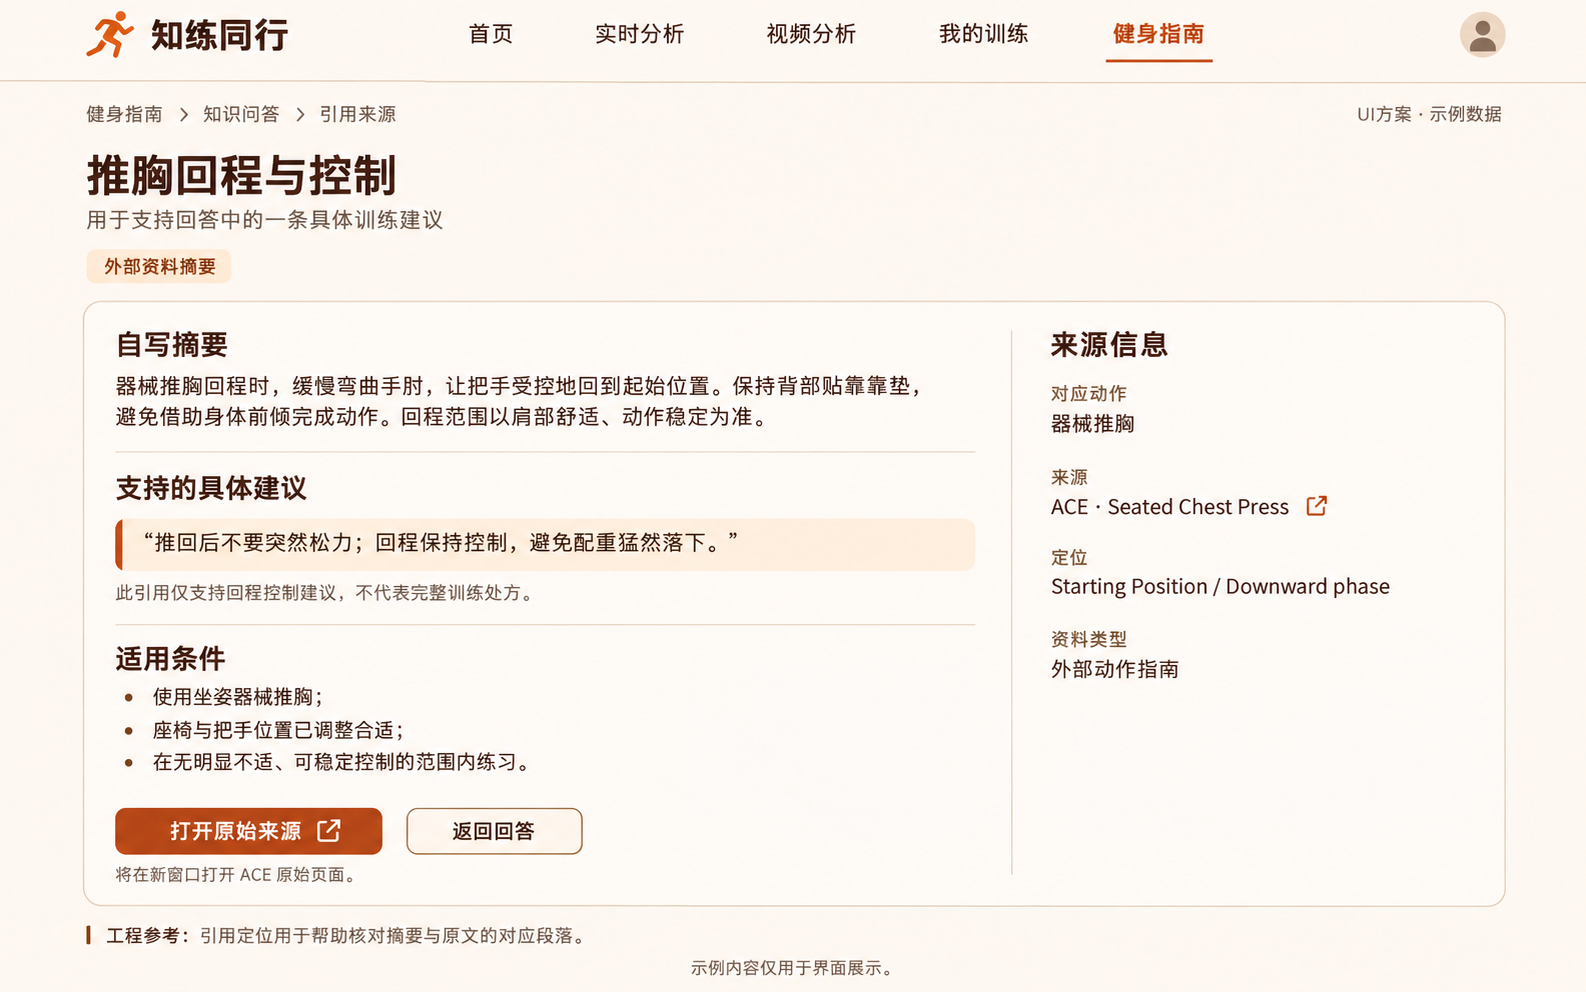 知练同行
首页
实时分析
视频分析
我的训练
健身指南
健身指南 > 知识问答 > 引用来源
UI方案 · 示例数据
推胸回程与控制
用于支持回答中的一条具体训练建议
外部资料摘要
自写摘要
器械推胸回程时，缓慢弯曲手肘，让把手受控地回到起始位置。保持背部贴靠靠垫，
避免借助身体前倾完成动作。回程范围以肩部舒适、动作稳定为准。
支持的具体建议
“推回后不要突然松力；回程保持控制，避免配重猛然落下。”
此引用仅支持回程控制建议，不代表完整训练处方。
适用条件
• 使用坐姿器械推胸；
• 座椅与把手位置已调整合适；
• 在无明显不适、可稳定控制的范围内练习。
打开原始来源
返回回答
将在新窗口打开 ACE 原始页面。
来源信息
对应动作
器械推胸
来源
ACE · Seated Chest Press
定位
Starting Position / Downward phase
资料类型
外部动作指南
工程参考：引用定位用于帮助核对摘要与原文的对应段落。
示例内容仅用于界面展示。